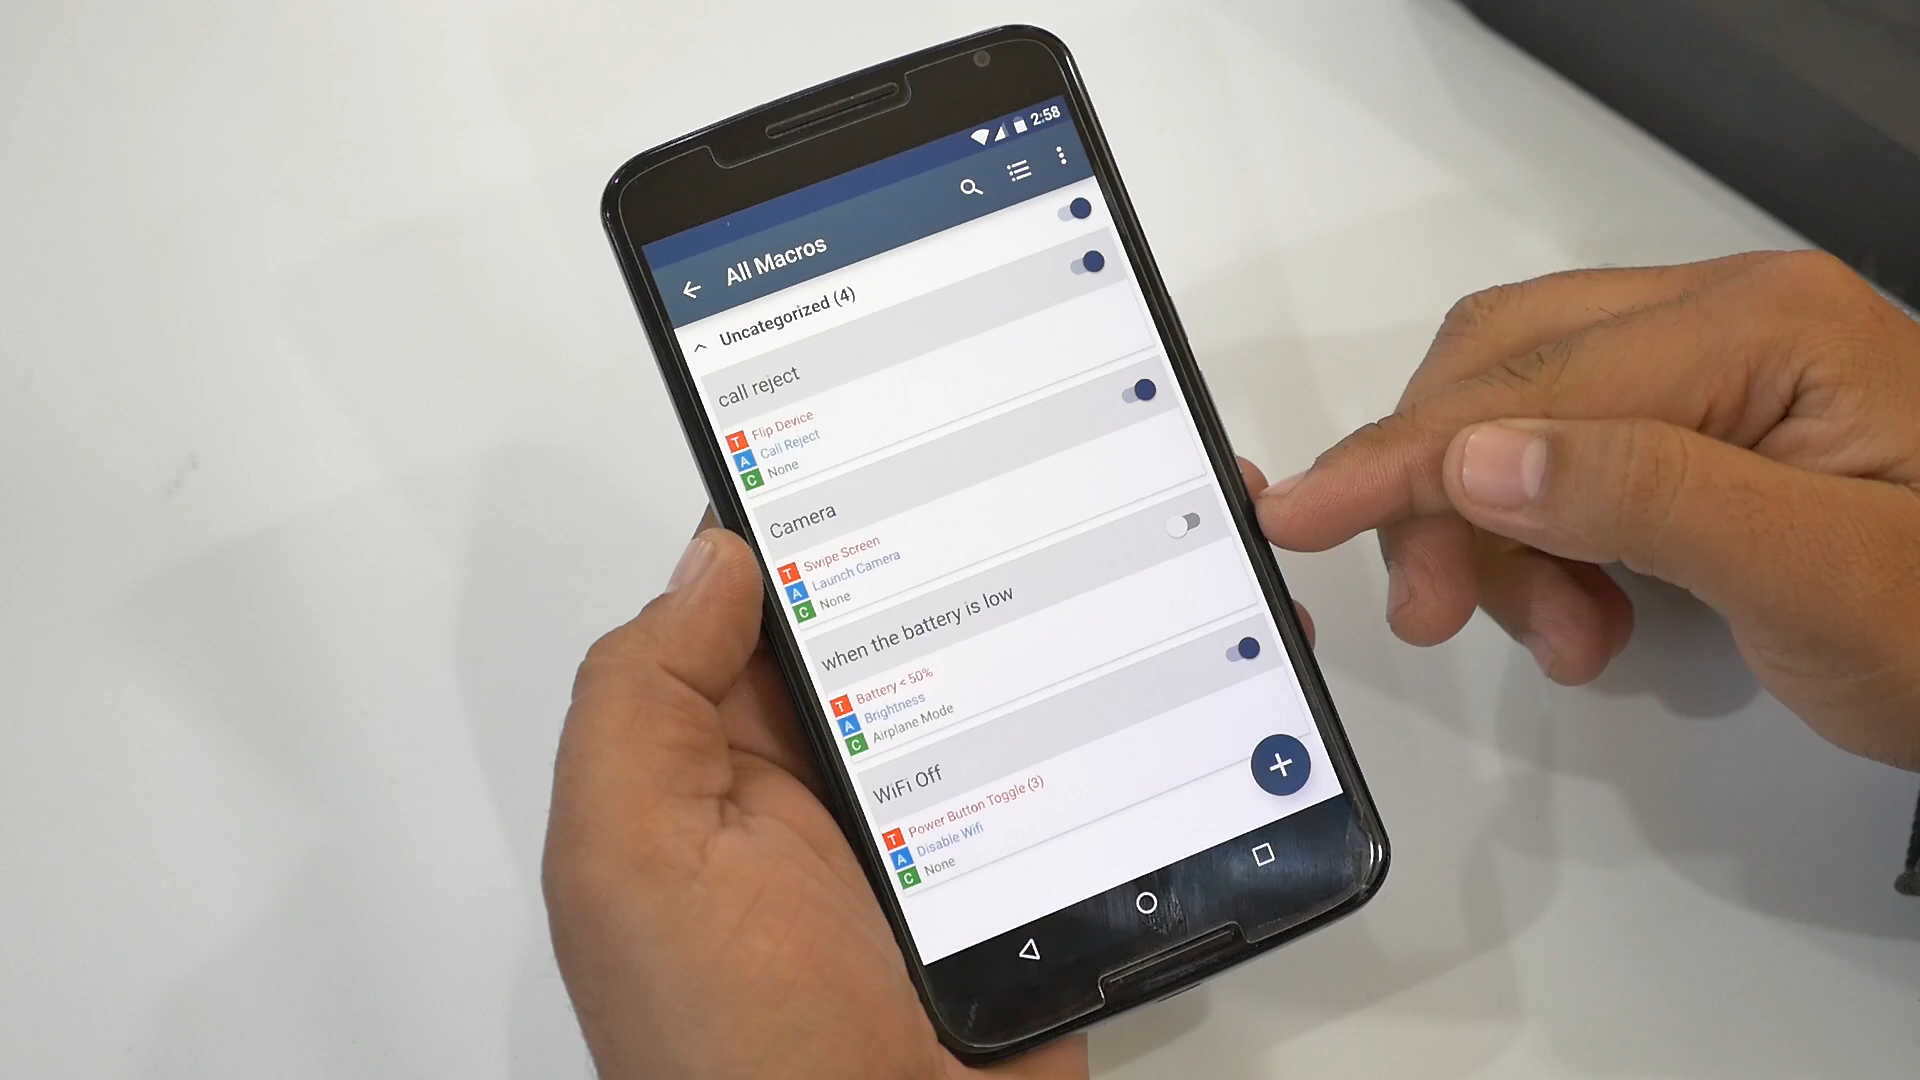 2:58
All Macros
Uncategorized (4)
call reject
T Flip Device
A Call Reject
C None
Camera
T Swipe Screen
A Launch Camera
C None
when the battery is low
T Battery < 50%
A Brightness
C Airplane Mode
WiFi Off
T Power Button Toggle (3)
A Disable Wifi
C None